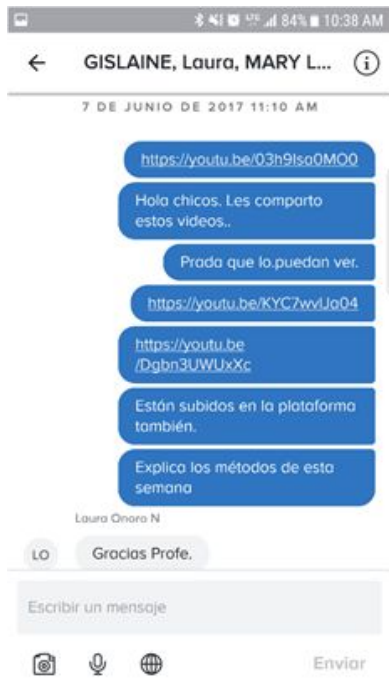 84% 10:38 AM
GISLAINE, Laura, MARY L...
7 DE JUNIO DE 2017 11:10 AM
https://youtu.be/03h9Iso0MO0
Hola chicos. Les comparto
estos videos..
Prada que lo.puedan ver.
https://youtu.be/KYC7wvlJa04
https://youtu.be
/Dgbn3UWUxXc
Están subidos en la plataforma
también.
Explica los métodos de esta
semana
Laura Onoro N
LO
Gracias Profe.
Escribir un mensaje
Enviar